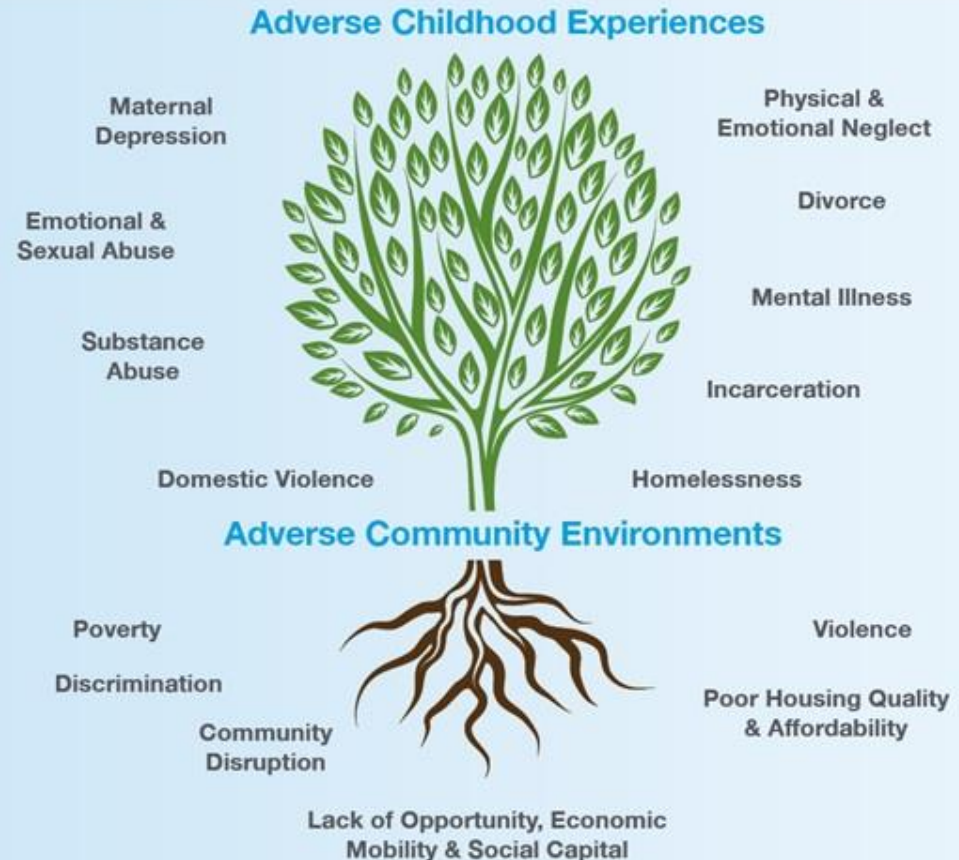 Adverse Childhood Experiences
Maternal
Depression
Physical &
Emotional Neglect
Emotional &
Sexual Abuse
Divorce
Substance
Abuse
Mental Illness
Incarceration
Domestic Violence
Homelessness
Adverse Community Environments
Poverty
Violence
Discrimination
Poor Housing Quality
& Affordability
Community
Disruption
Lack of Opportunity, Economic
Mobility & Social Capital